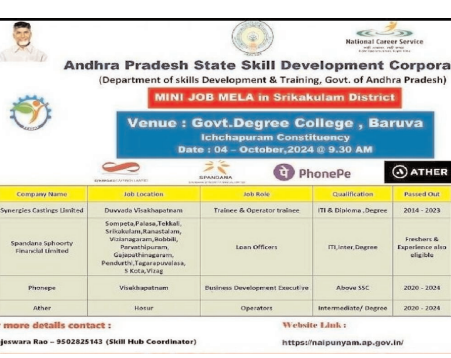 National Career Service
Andhra Pradesh State Skill Development Corpora
(Department of skills Development & Training, Govt. of Andhra Pradesh)
MINI JOB MELA in Srikakulam District
Venue : Govt.Degree College , Baruva
Ichchapuram Constituency
Date : 04 – October,2024 @ 9.30 AM
SPANDANA
PhonePe
ATHER
Company Name Job Location Job Role Qualification Passed Out
Synergies Castings Limited Duvvada Visakhapatnam Trainee & Operator trainee ITI & Diploma ,Degree 2014 - 2023
Spandana Sphoorty
Financial Limited
Sompeta,Palasa,Tekkali,
Srikakulam,Ranastalam,
Vizianagaram,Bobbili,
Parvathipuram,
Gajapathinagaram,
Pendurthi,Tagarapuvalasa,
S Kota,Vizag
Loan Officers
ITI,Inter,Degree
Freshers &
Experience also
eligible
Phonepe Visakhapatnam Business Development Executive Above SSC 2020 - 2024
Ather Hosur Operators Intermediate/ Degree 2020 - 2024
r more details contact :
Website Link :
jeswara Rao – 9502825143 (Skill Hub Coordinator)
https://naipunyam.ap.gov.in/